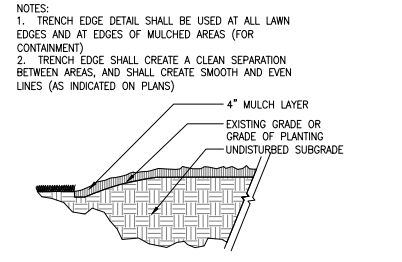 NOTES:
1. TRENCH EDGE DETAIL SHALL BE USED AT ALL LAWN
EDGES AND AT EDGES OF MULCHED AREAS (FOR
CONTAINMENT)
2. TRENCH EDGE SHALL CREATE A CLEAN SEPARATION
BETWEEN AREAS, AND SHALL CREATE SMOOTH AND EVEN
LINES (AS INDICATED ON PLANS)
4" MULCH LAYER
EXISTING GRADE OR
GRADE OF PLANTING
UNDISTURBED SUBGRADE